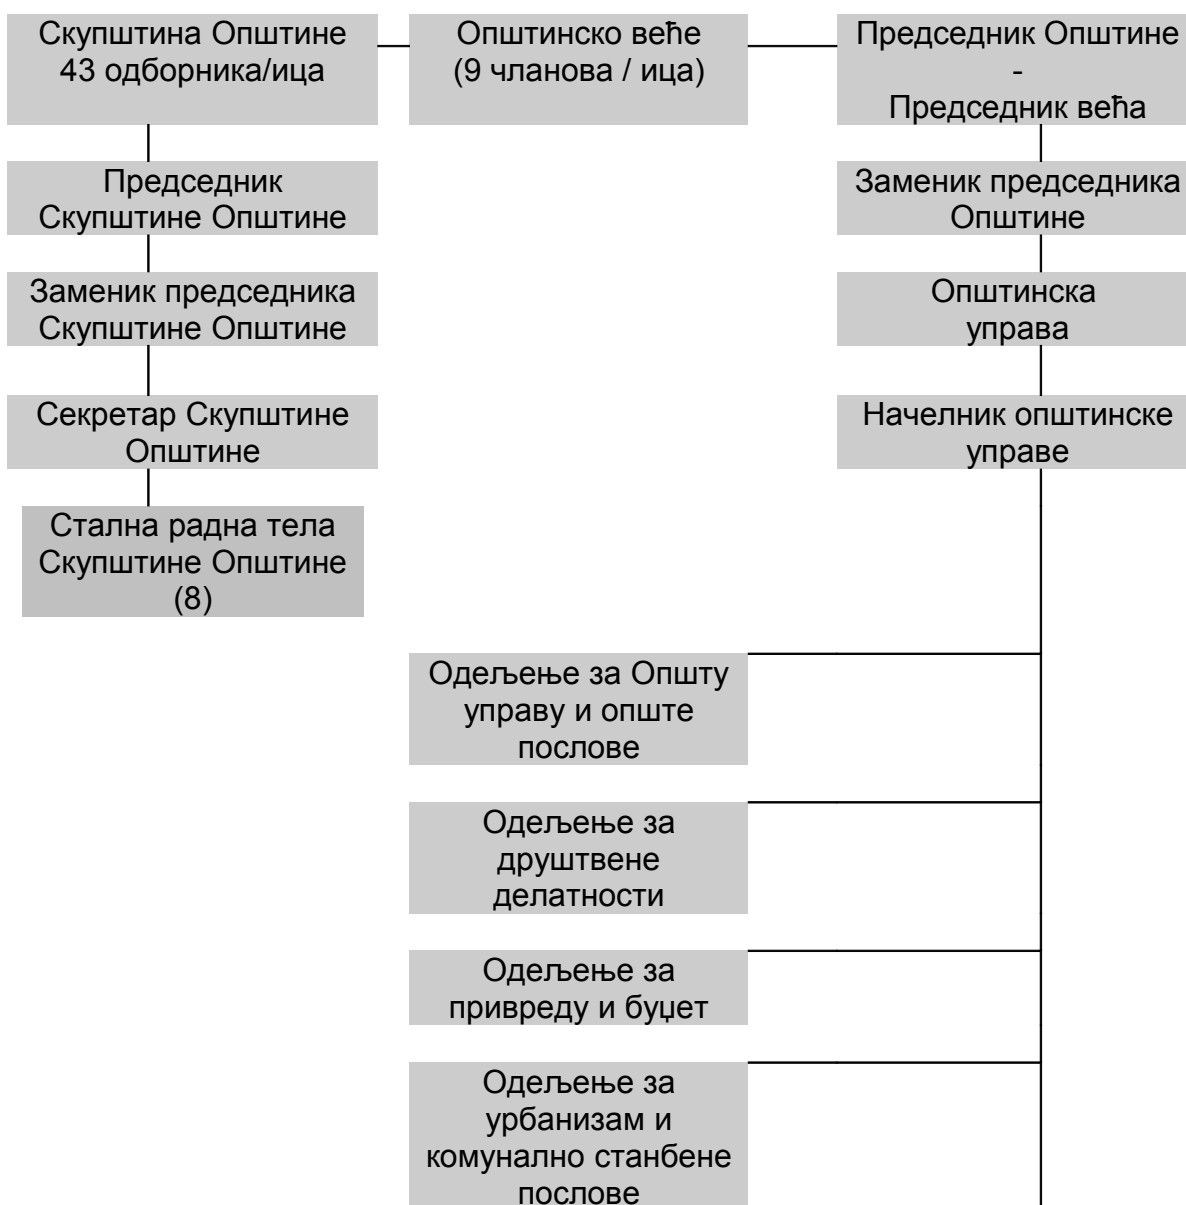 Скупштина Општине
43 одборника/ица
Општинско веће
(9 чланова / ица)
Председник Општине
-
Председник већа
Председник
Скупштине Општине
Заменик председника
Општине
Заменик председника
Скупштине Општине
Општинска
управа
Секретар Скупштине
Општине
Начелник општинске
управе
Стална радна тела
Скупштине Општине
(8)
Одељење за Општу
управу и опште
послове
Одељење за
друштвене
делатности
Одељење за
привреду и буџет
Одељење за
урбанизам и
комунално станбене
послове